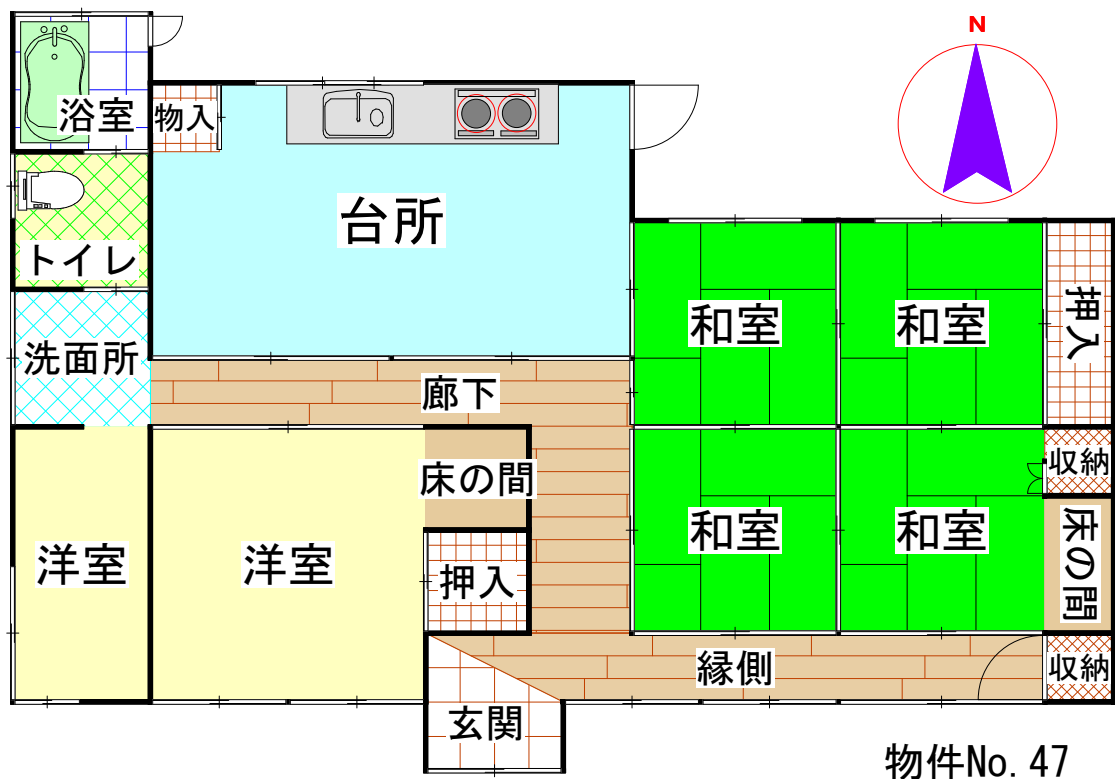 N
浴室
物入
台所
トイレ
和室
和室
押入
洗面所
廊下
床の間
収納
和室
和室
床の間
洋室
洋室
押入
縁側
収納
玄関
物件No. 47